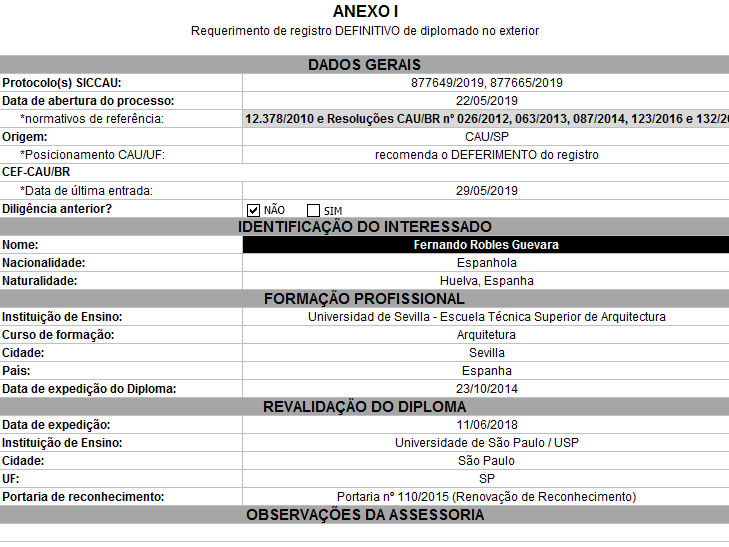 ANEXO I
Requerimento de registro DEFINITIVO de diplomado no exterior
DADOS GERAIS
Protocolo(s) SICCAU: 877649/2019, 877665/2019
Data de abertura do processo: 22/05/2019
*normativos de referência: 12.378/2010 e Resoluções CAU/BR nº 026/2012, 063/2013, 087/2014, 123/2016 e 132/20
Origem: CAU/SP
*Posicionamento CAU/UF: recomenda o DEFERIMENTO do registro
CEF-CAU/BR
*Data de última entrada: 29/05/2019
Diligência anterior? NÃO SIM
IDENTIFICAÇÃO DO INTERESSADO
Nome: Fernando Robles Guevara
Nacionalidade: Espanhola
Naturalidade: Huelva, Espanha
FORMAÇÃO PROFISSIONAL
Instituição de Ensino: Universidad de Sevilla - Escuela Técnica Superior de Arquitectura
Curso de formação: Arquitetura
Cidade: Sevilla
País: Espanha
Data de expedição do Diploma: 23/10/2014
REVALIDAÇÃO DO DIPLOMA
Data de expedição: 11/06/2018
Instituição de Ensino: Universidade de São Paulo / USP
Cidade: São Paulo
UF: SP
Portaria de reconhecimento: Portaria nº 110/2015 (Renovação de Reconhecimento)
OBSERVAÇÕES DA ASSESSORIA